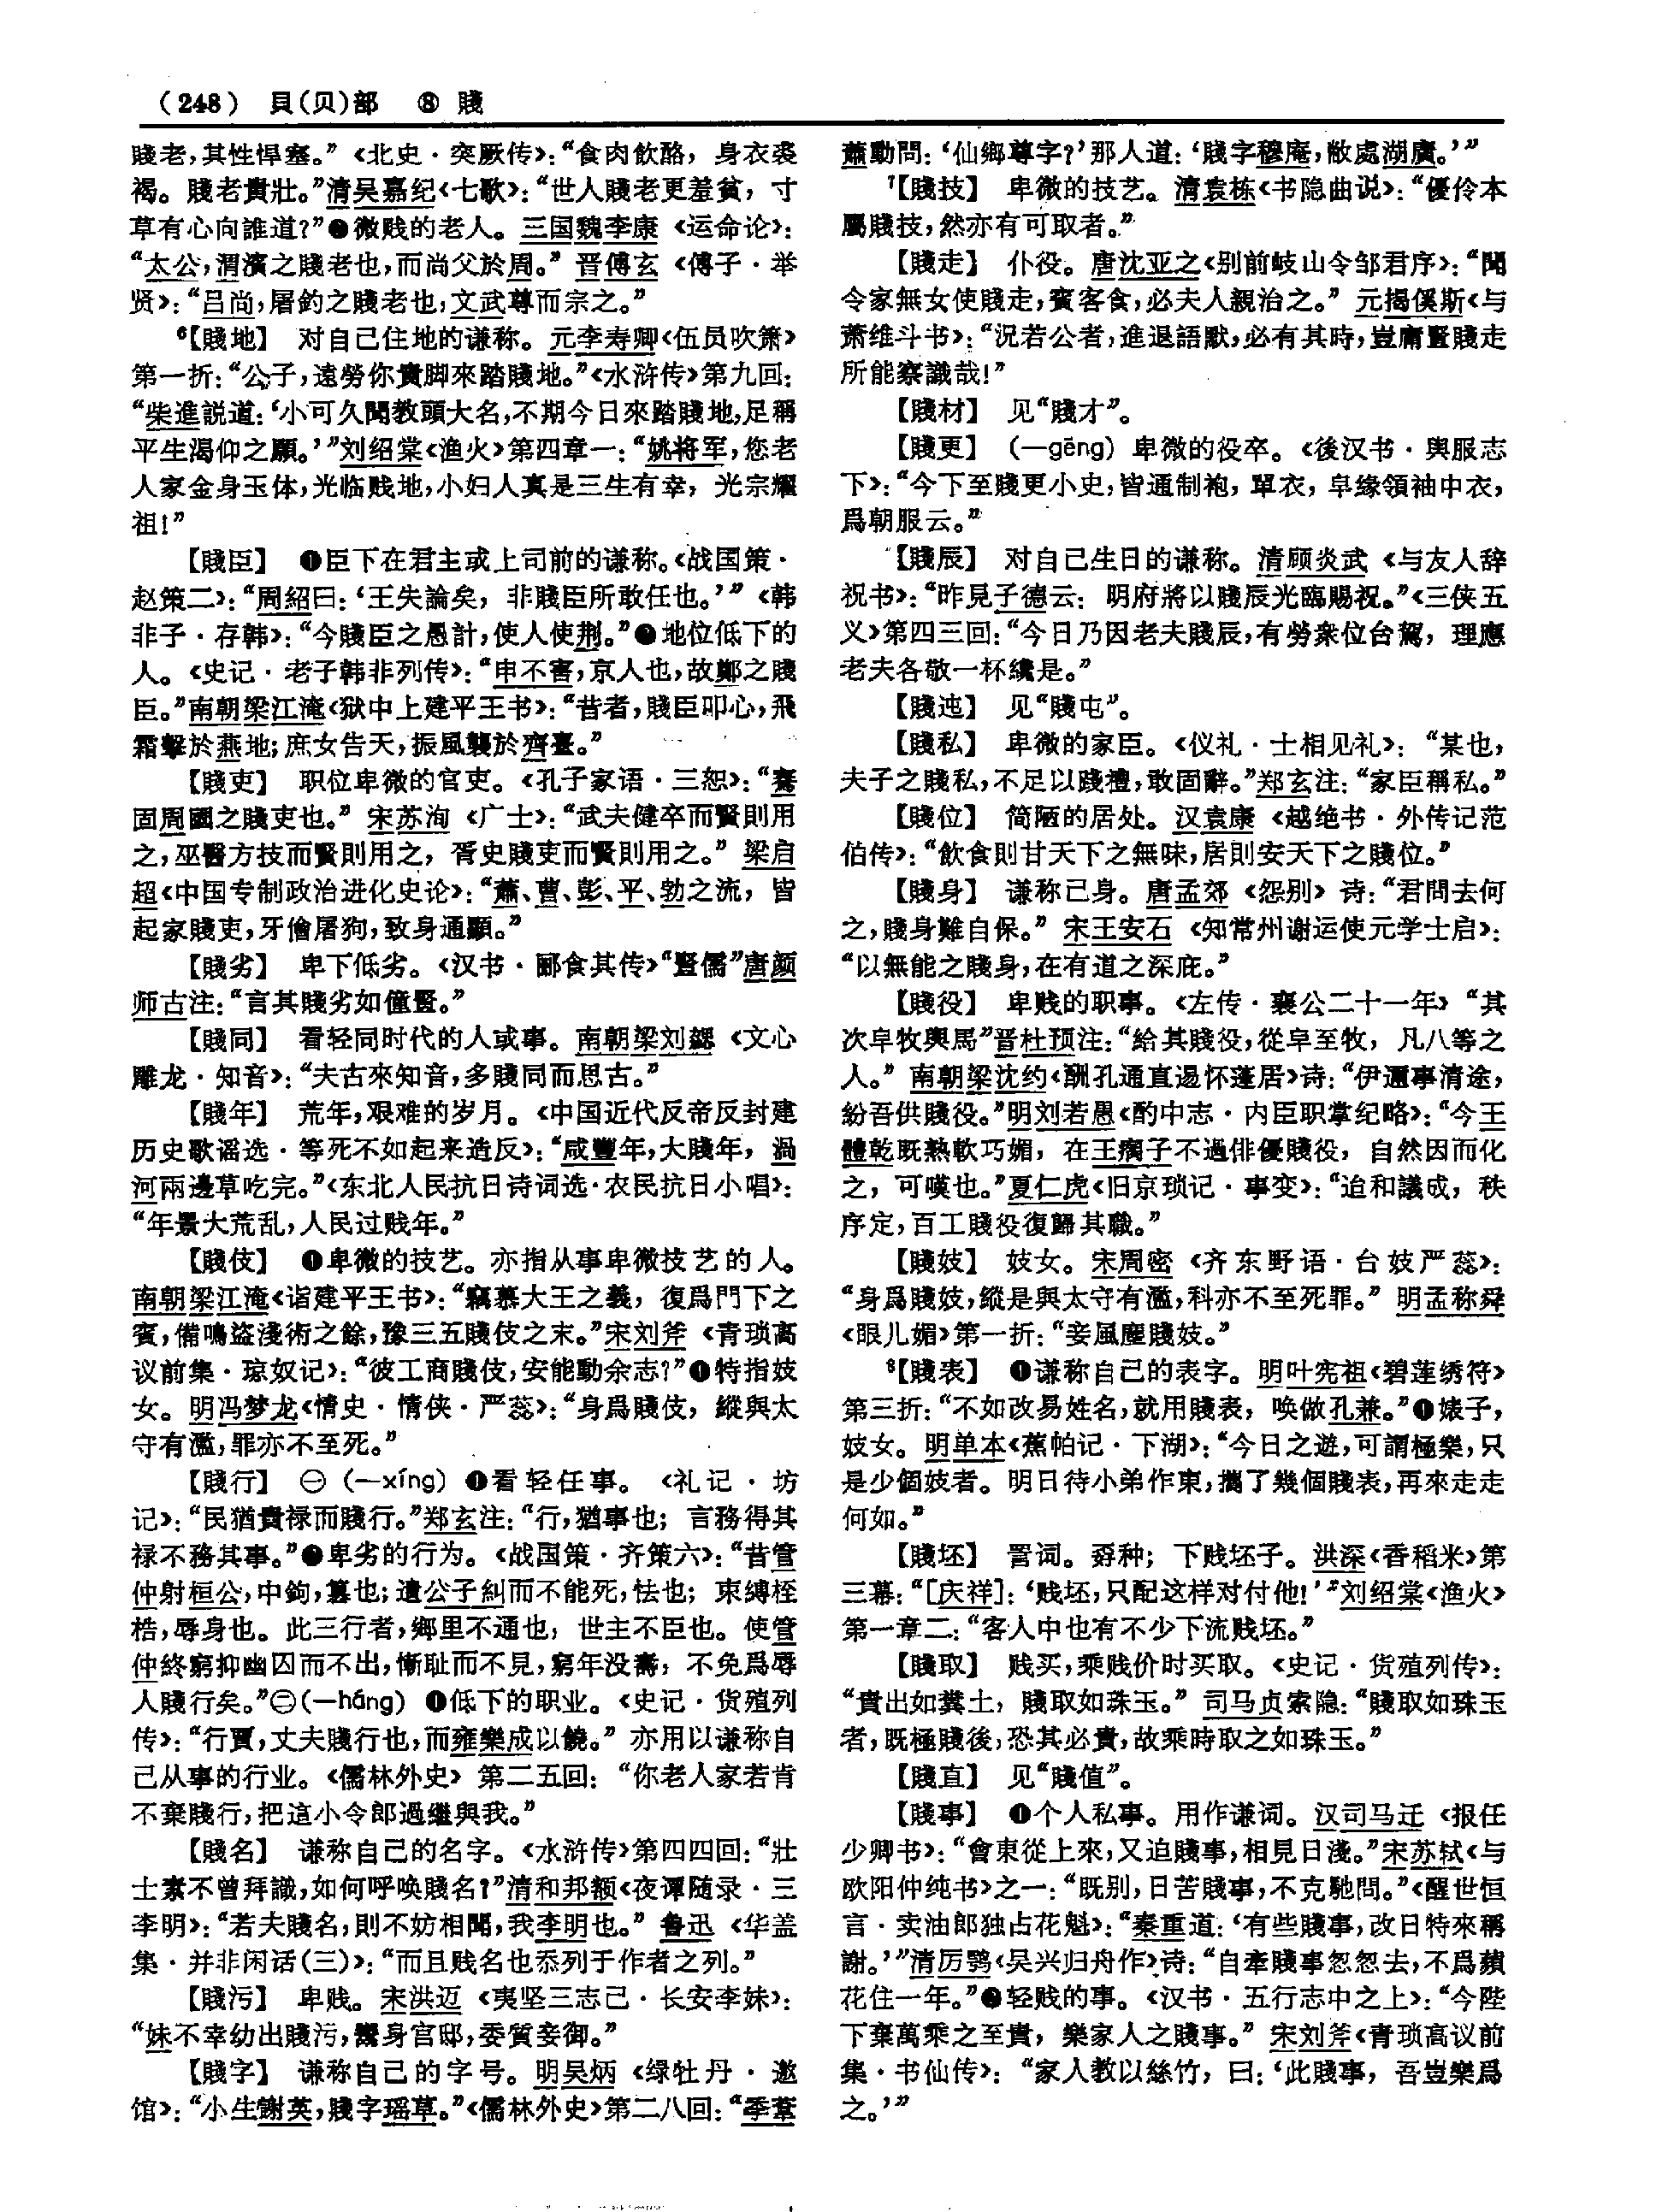 （248） 貝（贝）部 ⑧ 賤
賤老，其性悍塞。”《北史·突厥传》：“食肉飲酪，身衣裘
褐。賤老貴壯。”清吴嘉纪《七歌》：“世人賤老更羞貧，寸
草有心向誰道？”❷微贱的老人。三国魏李康《运命论》：
“太公，渭濱之賤老也，而尚父於周。”晋傅玄《傅子·举
贤》：“吕尚，屠釣之賤老也，文武尊而宗之。”
6【賤地】 对自己住地的谦称。元李寿卿《伍员吹箫》
第一折：“公子，遠勞你貴脚來踏賤地。”《水浒传》第九回：
“柴進説道：‘小可久聞教頭大名，不期今日來踏賤地，足稱
平生渴仰之願。’”刘绍棠《渔火》第四章一：“姚将军，您老
人家金身玉体，光临贱地，小妇人真是三生有幸，光宗耀
祖！”
【賤臣】 ❶臣下在君主或上司前的谦称。《战国策·
赵策二》：“周紹曰：‘王失論矣，非賤臣所敢任也。’”《韩
非子·存韩》：“今賤臣之愚計，使人使荆。”❷地位低下的
人。《史记·老子韩非列传》：“申不害，京人也，故鄭之賤
臣。”南朝梁江淹《狱中上建平王书》：“昔者，賤臣叩心，飛
霜擊於燕地；庶女告天，振風襲於齊臺。”
【賤吏】 职位卑微的官吏。《孔子家语·三恕》：“賽
固周國之賤吏也。”宋苏洵《广士》：“武夫健卒而賢則用
之，巫醫方技而賢則用之，胥史賤吏而賢則用之。”梁启
超《中国专制政治进化史论》：“蕭、曹、彭、平、勃之流，皆
起家賤吏，牙儈屠狗，致身通顯。”
【賤劣】 卑下低劣。《汉书·郦食其传》“豎儒”唐颜
师古注：“言其賤劣如僮豎。”
【賤同】 看轻同时代的人或事。南朝梁刘勰《文心
雕龙·知音》：“夫古來知音，多賤同而思古。”
【賤年】 荒年，艰难的岁月。《中国近代反帝反封建
历史歌谣选·等死不如起来造反》：“咸豐年，大賤年，渦
河兩邊草吃完。”《东北人民抗日诗词选·农民抗日小唱》：
“年景大荒乱，人民过贱年。”
【賤伎】 ❶卑微的技艺。亦指从事卑微技艺的人。
南朝梁江淹《诣建平王书》：“竊慕大王之義，復爲門下之
賓，備鳴盗淺術之餘，豫三五賤伎之末。”宋刘斧《青琐高
议前集·琼奴记》：“彼工商賤伎，安能動余志？”❷特指妓
女。明冯梦龙《情史·情侠·严蕊》：“身爲賤伎，縱與太
守有濫，罪亦不至死。”
【賤行】 ㊀（—xíng）❶看轻任事。《礼记·坊
记》：“民猶貴禄而賤行。”郑玄注：“行，猶事也；言務得其
禄不務其事。”❷卑劣的行为。《战国策·齐策六》：“昔管
仲射桓公，中鉤，篡也；遺公子糾而不能死，怯也；束縛桎
梏，辱身也。此三行者，鄉里不通也，世主不臣也。使管
仲終窮抑幽囚而不出，慚耻而不見，窮年没壽，不免爲辱
人賤行矣。”㊁（—háng）❶低下的职业。《史记·货殖列
传》：“行賈，丈夫賤行也，而雍樂成以饒。”亦用以谦称自
己从事的行业。《儒林外史》第二五回：“你老人家若肯
不棄賤行，把這小令郎過繼與我。”
【賤名】 谦称自己的名字。《水浒传》第四四回：“壯
士素不曾拜識，如何呼唤賤名？”清和邦额《夜谭随录·三
李明》：“若夫賤名，則不妨相聞，我李明也。”鲁迅《华盖
集·并非闲话（三）》：“而且贱名也忝列于作者之列。”
【賤污】 卑贱。宋洪迈《夷坚三志己·长安李妹》：
“妹不幸幼出賤污，鬻身官邸，委質妾御。”
【賤字】 谦称自己的字号。明吴炳《绿牡丹·邀
馆》：“小生謝英，賤字瑶草。”《儒林外史》第二八回：“季葦
蕭動問：‘仙鄉尊字？’那人道：‘賤字穆庵，敝處湖廣。’”
7【賤技】 卑微的技艺。清袁栋《书隐曲说》：“優伶本
屬賤技，然亦有可取者。”
【賤走】 仆役。唐沈亚之《别前岐山令邹君序》：“聞
令家無女使賤走，賓客食，必夫人親治之。”元揭傒斯《与
萧维斗书》：“况若公者，進退語默，必有其時，豈庸豎賤走
所能察識哉！”
【賤材】 见“賤才”。
【賤更】 （—gēng）卑微的役卒。《後汉书·舆服志
下》：“今下至賤更小史，皆通制袍，單衣，皁缘領袖中衣，
爲朝服云。”
【賤辰】 对自己生日的谦称。清顾炎武《与友人辞
祝书》：“昨見子德云：明府將以賤辰光臨賜祝。”《三侠五
义》第四三回：“今日乃因老夫賤辰，有勞衆位台駕，理應
老夫各敬一杯纔是。”
【賤迍】 见“賤屯”。
【賤私】 卑微的家臣。《仪礼·士相见礼》：“某也，
夫子之賤私，不足以踐禮，敢固辭。”郑玄注：“家臣稱私。”
【賤位】 简陋的居处。汉袁康《越绝书·外传记范
伯传》：“飲食則甘天下之無味，居則安天下之賤位。”
【賤身】 谦称己身。唐孟郊《怨别》诗：“君問去何
之，賤身難自保。”宋王安石《知常州谢运使元学士启》：
“以無能之賤身，在有道之深庇。”
【賤役】 卑贱的职事。《左传·襄公二十一年》“其
次皁牧輿馬”晋杜预注：“給其賤役，從皁至牧，凡八等之
人。”南朝梁沈约《酬孔通直逷怀蓬居》诗：“伊邇事清途，
紛吾供賤役。”明刘若愚《酌中志·内臣职掌纪略》：“今王
體乾既熟軟巧媚，在王瘸子不過俳優賤役，自然因而化
之，可嘆也。”夏仁虎《旧京琐记·事变》：“迨和議成，秩
序定，百工賤役復歸其職。”
【賤妓】 妓女。宋周密《齐东野语·台妓严蕊》：
“身爲賤妓，縱是與太守有濫，科亦不至死罪。”明孟称舜
《眼儿媚》第一折：“妾風塵賤妓。”
8【賤表】 ❶谦称自己的表字。明叶宪祖《碧莲绣符》
第三折：“不如改易姓名，就用賤表，唤做孔兼。”❷婊子，
妓女。明单本《蕉帕记·下湖》：“今日之遊，可謂極樂，只
是少個妓者。明日待小弟作東，攜了幾個賤表，再來走走
何如。”
【賤坯】 詈词。孬种；下贱坯子。洪深《香稻米》第
三幕：“［庆祥］：‘贱坯，只配这样对付他！’”刘绍棠《渔火》
第一章二：“客人中也有不少下流贱坯。”
【賤取】 贱买，乘贱价时买取。《史记·货殖列传》：
“貴出如糞土，賤取如珠玉。”司马贞索隐：“賤取如珠玉
者，既極賤後，恐其必貴，故乘時取之如珠玉。”
【賤直】 见“賤值”。
【賤事】 ❶个人私事。用作谦词。汉司马迁《报任
少卿书》：“會東從上來，又迫賤事，相見日淺。”宋苏轼《与
欧阳仲纯书》之一：“既别，日苦賤事，不克馳問。”《醒世恒
言·卖油郎独占花魁》：“秦重道：‘有些賤事，改日特來稱
謝。’”清厉鹗《吴兴归舟作》诗：“自牽賤事怱怱去，不爲蘋
花住一年。”❷轻贱的事。《汉书·五行志中之上》：“今陛
下棄萬乘之至貴，樂家人之賤事。”宋刘斧《青琐高议前
集·书仙传》：“家人教以絲竹，曰：‘此賤事，吾豈樂爲
之。’”